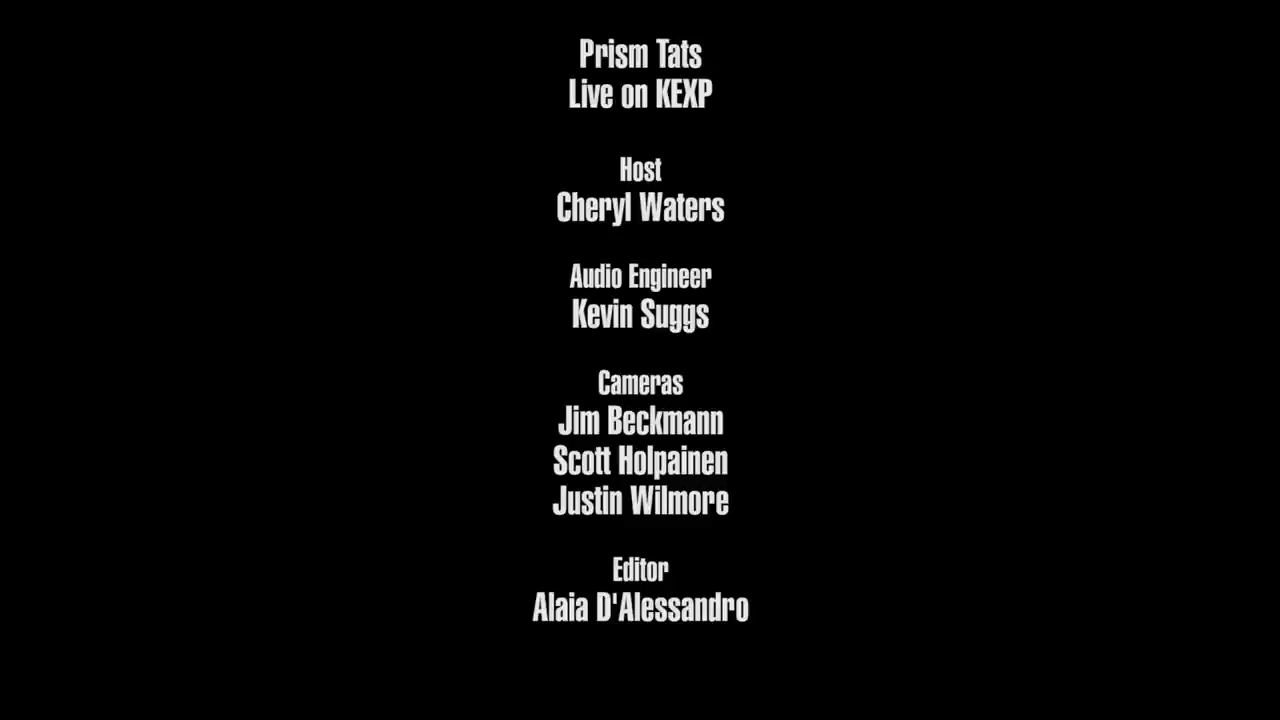 Prism Tats
Live on KEXP
Host
Cheryl Waters
Audio Engineer
Kevin Suggs
Cameras
Jim Beckmann
Scott Holpainen
Justin Wilmore
Editor
Alaia D'Alessandro